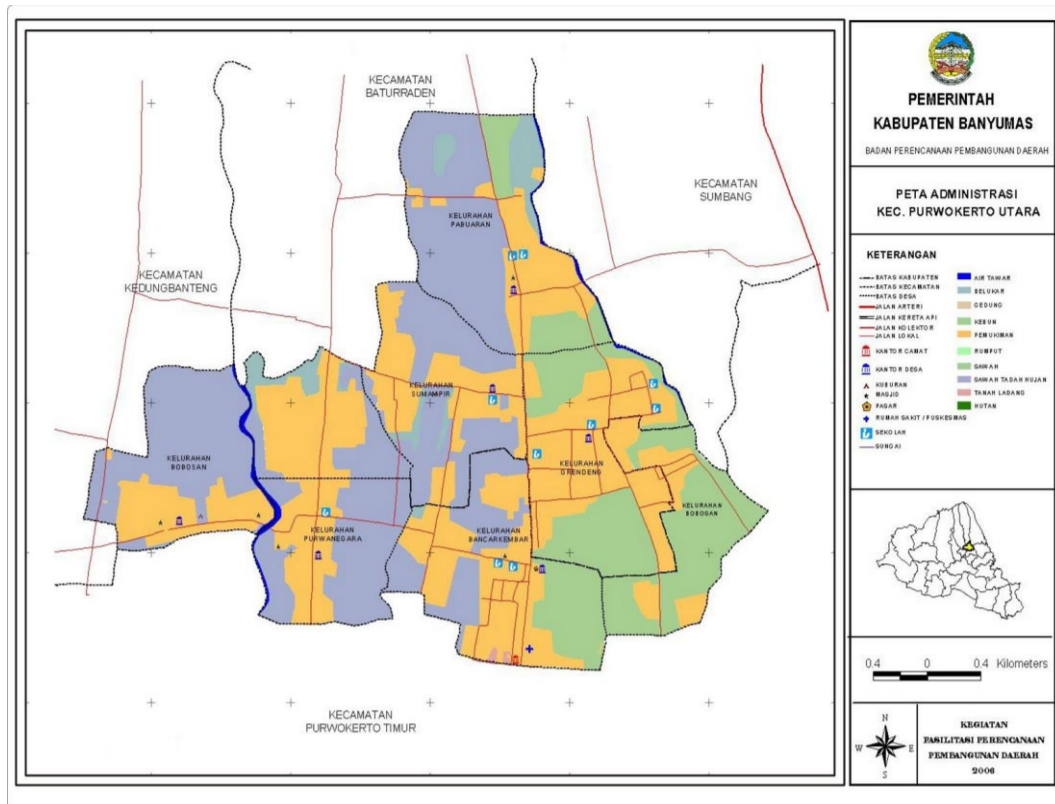 KECAMATAN
BATURRADEN
KECAMATAN
SUMBANG
KECAMATAN
KEDUNGBANTENG
KELURAHAN
PABUARAN
KELURAHAN
SUMAMPIR
KELURAHAN
BOBOSAN
KELURAHAN
GRENDENG
KELURAHAN
BOBOGAN
KELURAHAN
PURWANEGARA
KELURAHAN
BANCARKEMBAR
KECAMATAN
PURWOKERTO TIMUR
PEMERINTAH
KABUPATEN BANYUMAS
BADAN PERENCANAAN PEMBANGUNAN DAERAH
PETA ADMINISTRASI
KEC. PURWOKERTO UTARA
KETERANGAN
BATAS KABUPATEN
BATAS KECAMATAN
BATAS DESA
JALAN ARTERI
JALAN KERETA API
JALAN KOLEKTOR
JALAN LOKAL
KANTOR CAMAT
KANTOR DESA
KUBURAN
MASJID
PASAR
RUMAH SAKIT / PUSKESMAS
SEKOLAH
SUNGAI
AIR TAWAR
BELUKAR
GEDUNG
KEBUN
PEMUKIMAN
RUMPUT
SAWAH
SAWAH TADAH HUJAN
TANAH LADANG
HUTAN
0.4 0 0.4 Kilometers
N
W E
S
KEGIATAN
FASILITASI PERENCANAAN
PEMBANGUNAN DAERAH
2006